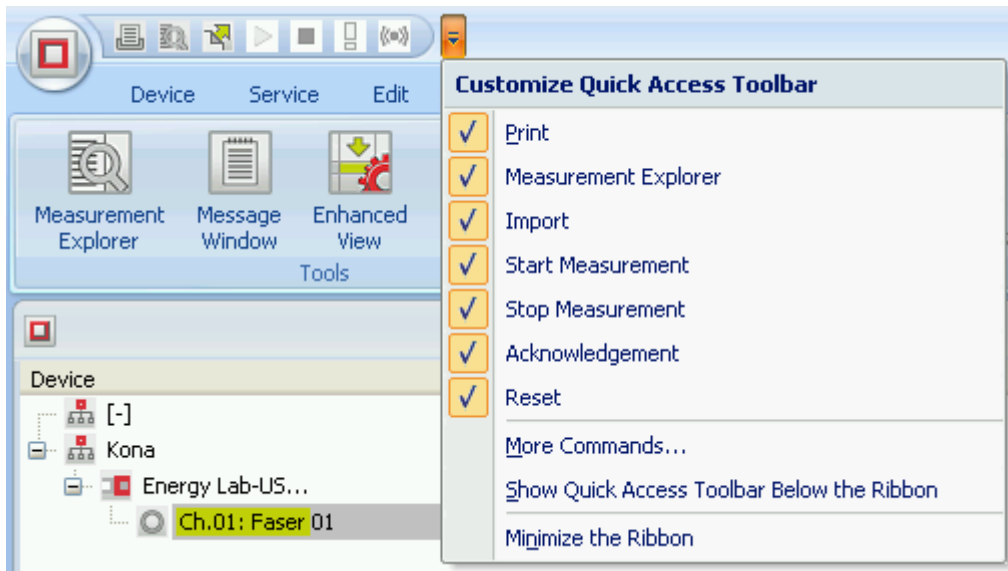 Device Service Edit
Customize Quick Access Toolbar
Print
Measurement Explorer
Import
Start Measurement
Stop Measurement
Acknowledgement
Reset
More Commands...
Show Quick Access Toolbar Below the Ribbon
Minimize the Ribbon
Measurement
Explorer
Message
Window
Enhanced
View
Tools
Device
[-]
Kona
Energy Lab-US...
Ch.01: Faser 01